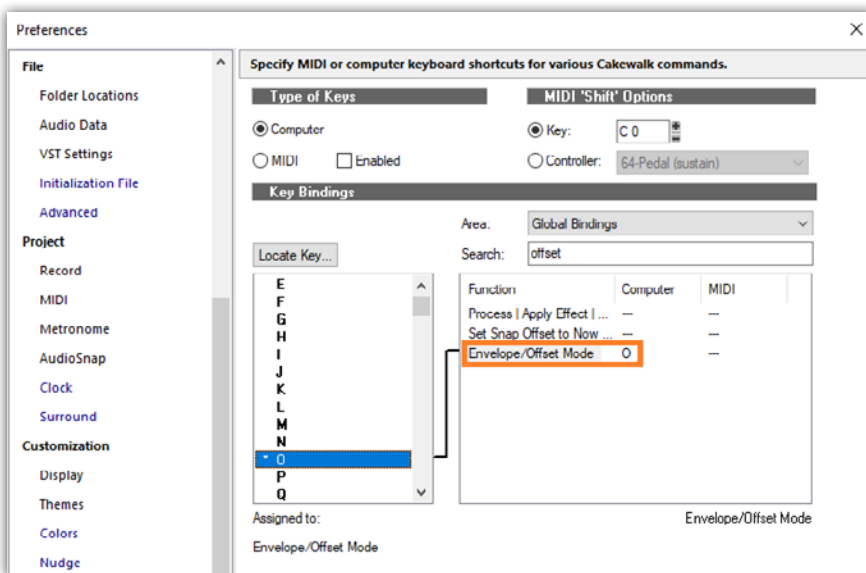 Preferences
File
Folder Locations
Audio Data
VST Settings
Initialization File
Advanced
Project
Record
MIDI
Metronome
AudioSnap
Clock
Surround
Customization
Display
Themes
Colors
Nudge
Specify MIDI or computer keyboard shortcuts for various Cakewalk commands.
Type of Keys
Computer
MIDI Enabled
MIDI 'Shift' Options
Key: C 0
Controller: 64-Pedal (sustain)
Key Bindings
Area: Global Bindings
Locate Key...
Search: offset
E
F
G
H
I
J
K
L
M
N
* O
P
Q
Function Computer MIDI
Process | Apply Effect | ... --- ---
Set Snap Offset to Now ... --- ---
Envelope/Offset Mode O ---
Assigned to:
Envelope/Offset Mode
Envelope/Offset Mode